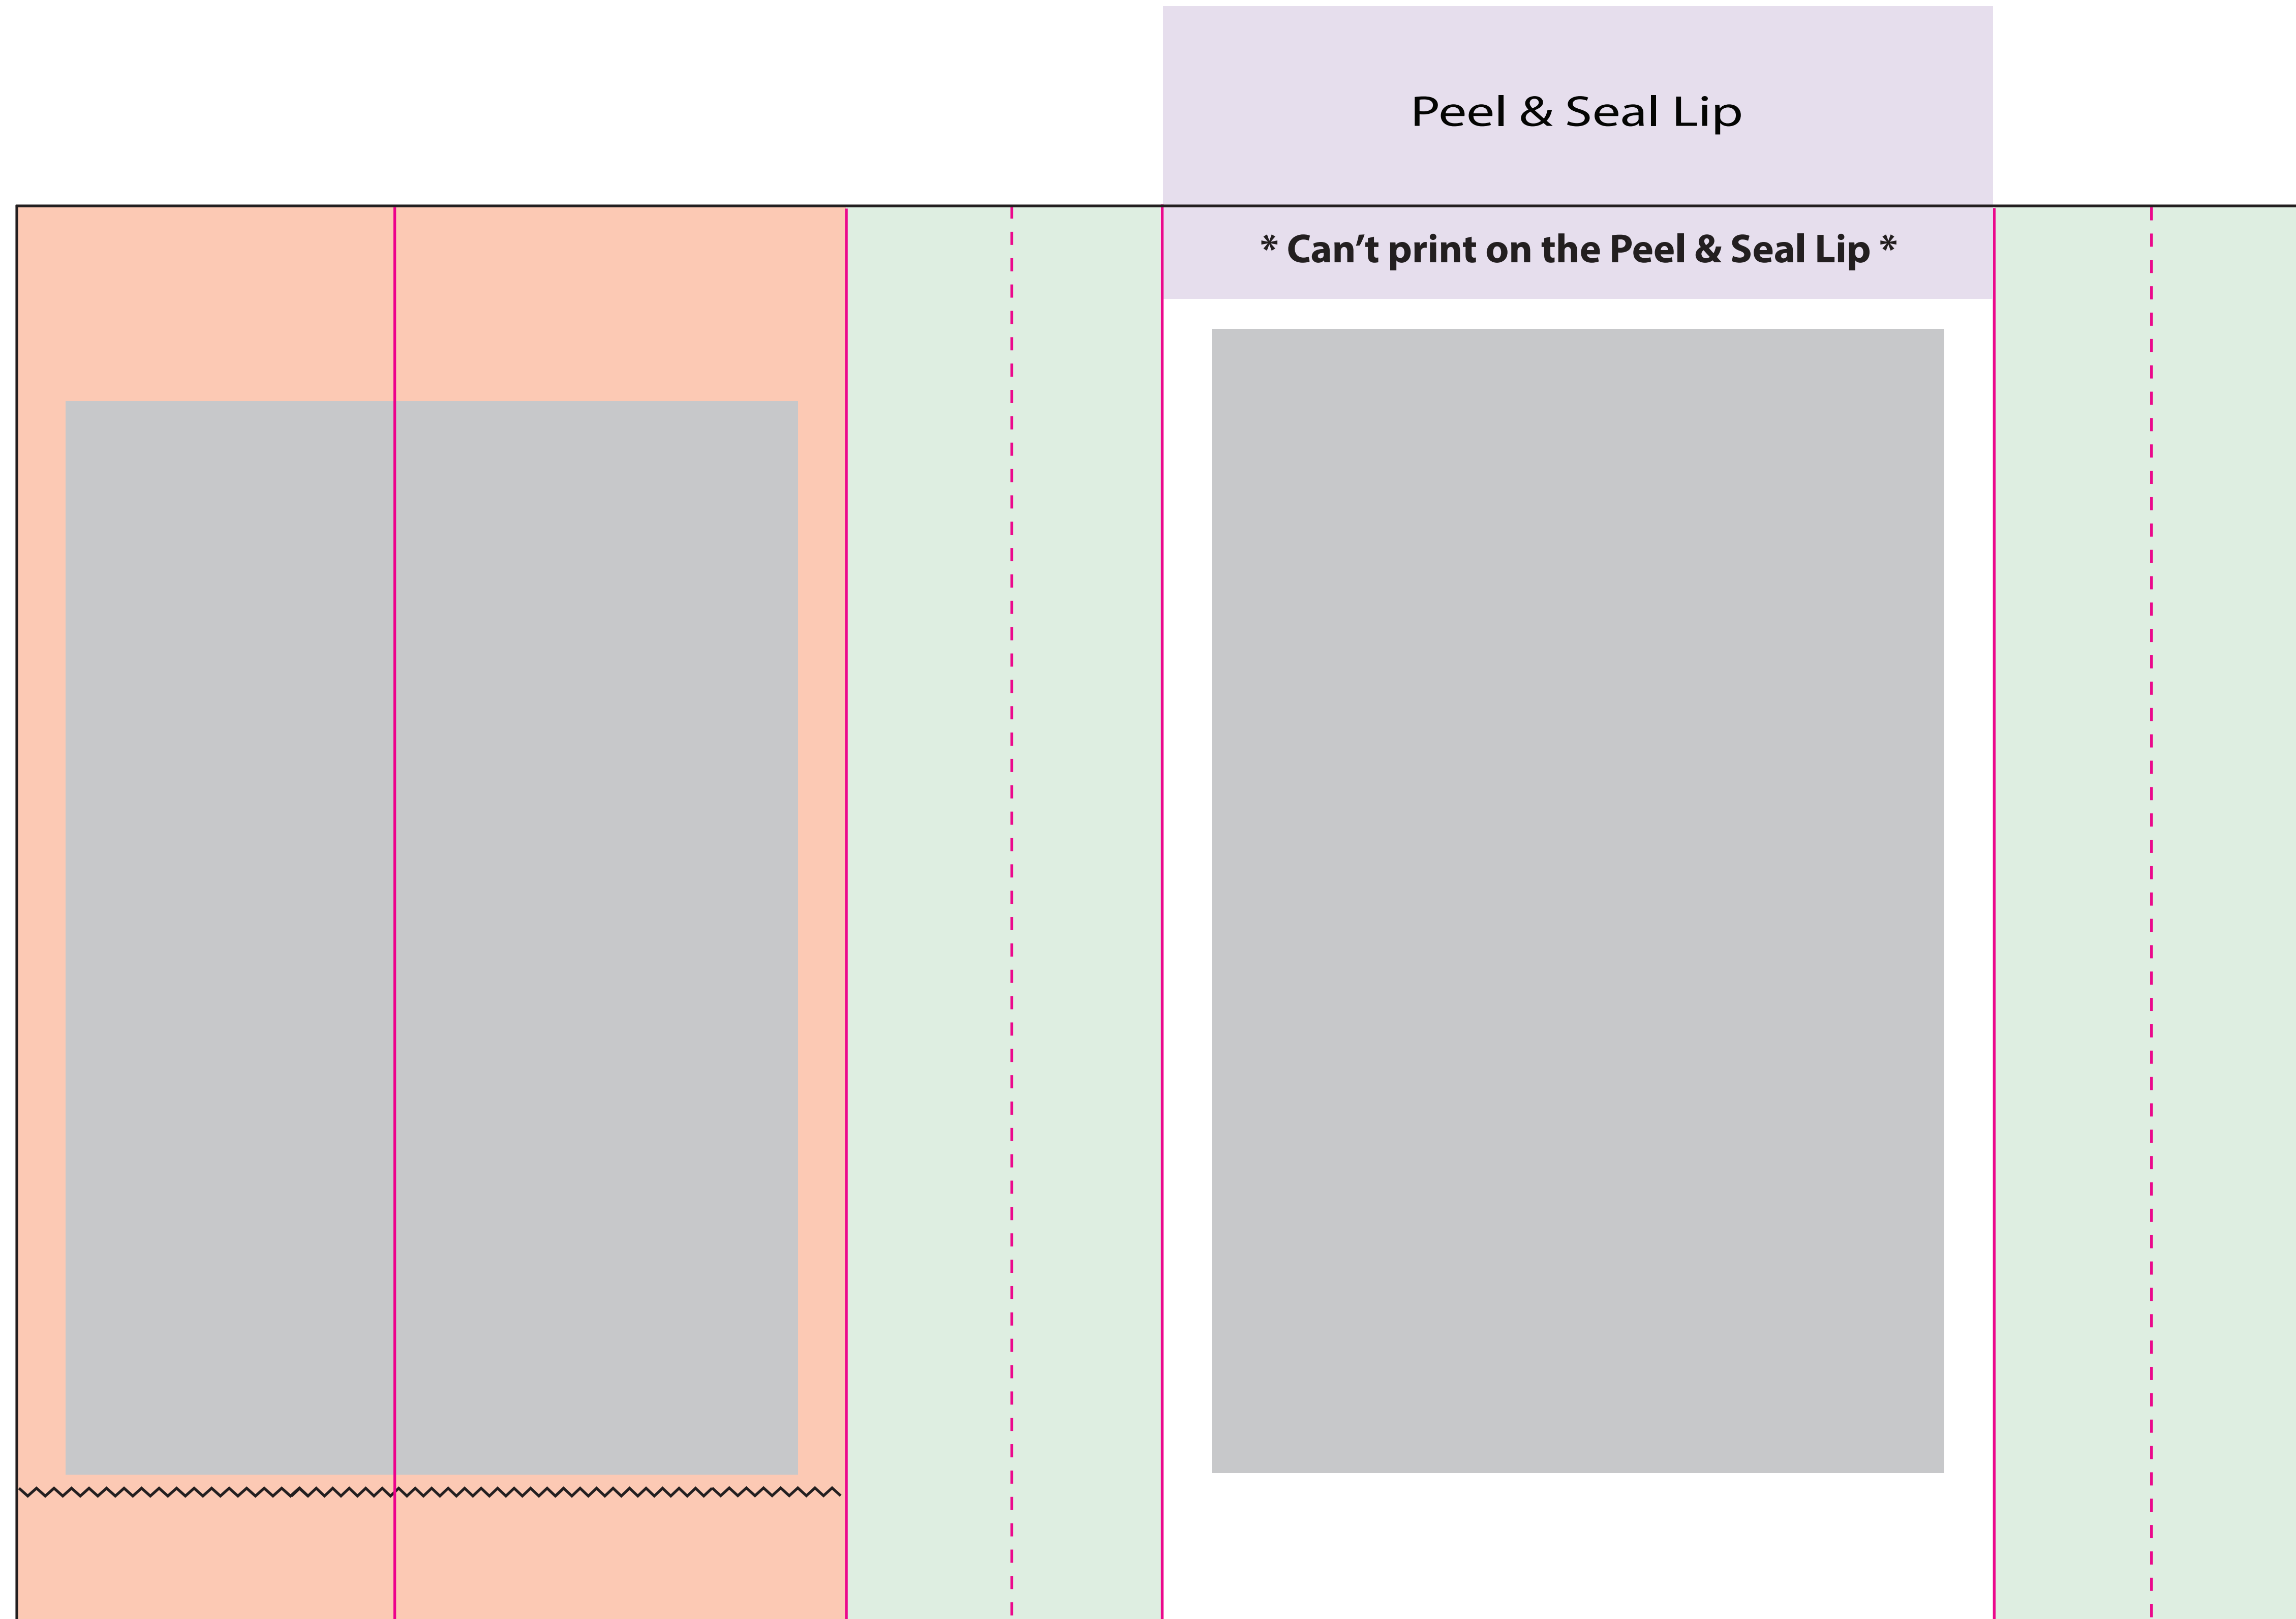 Peel & Seal Lip
* Can’t print on the Peel & Seal Lip *